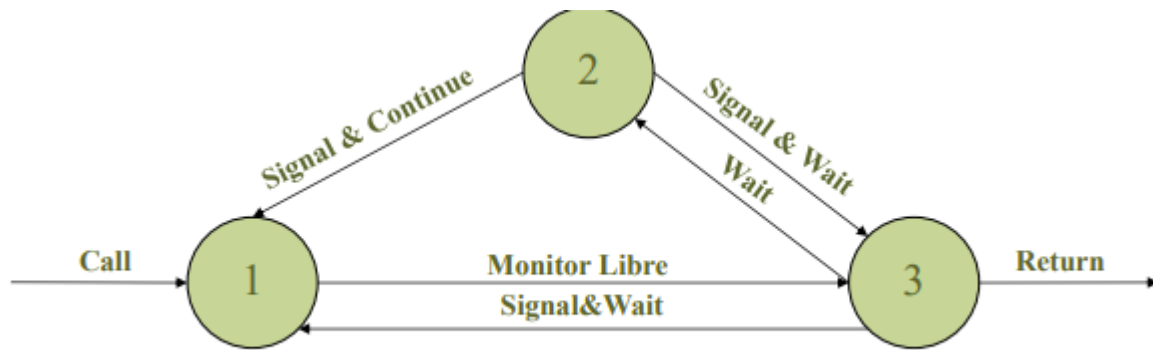 2
Signal & Continue
Signal & Wait
Wait
Call
1
Monitor Libre
3
Return
Signal&Wait